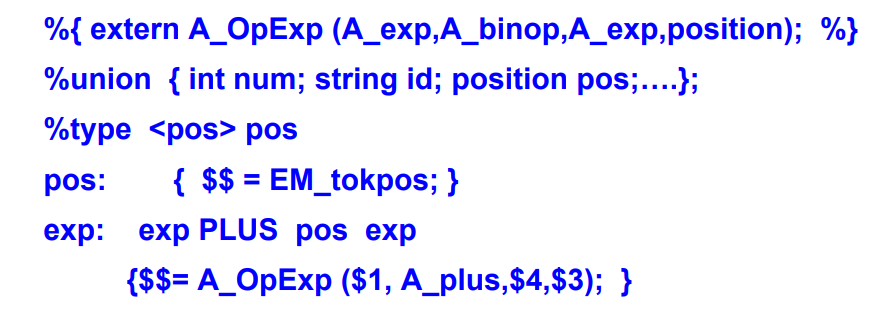 %{ extern A_OpExp (A_exp,A_binop,A_exp,position);  %}
%union  { int num; string id; position pos;….};
%type  <pos> pos
pos:       {  $$ = EM_tokpos; }
exp:    exp PLUS  pos  exp
{$$= A_OpExp ($1, A_plus,$4,$3);  }